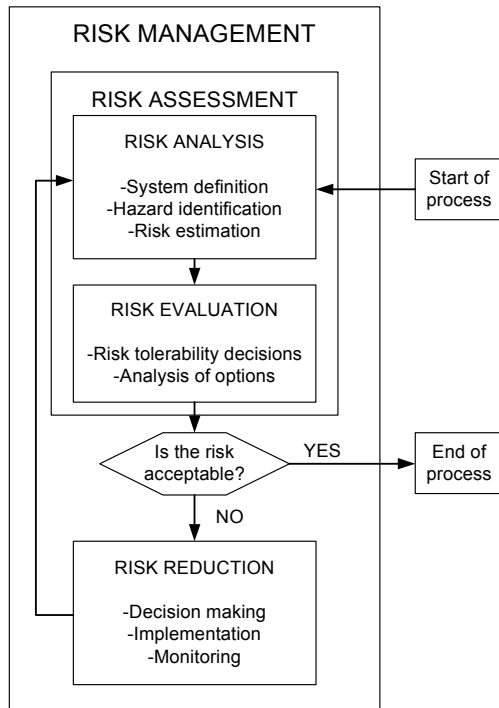 RISK MANAGEMENT
RISK ASSESSMENT
RISK ANALYSIS
-System definition
-Hazard identification
-Risk estimation
Start of
process
RISK EVALUATION
-Risk tolerability decisions
-Analysis of options
Is the risk
acceptable?
YES
End of
process
NO
RISK REDUCTION
-Decision making
-Implementation
-Monitoring